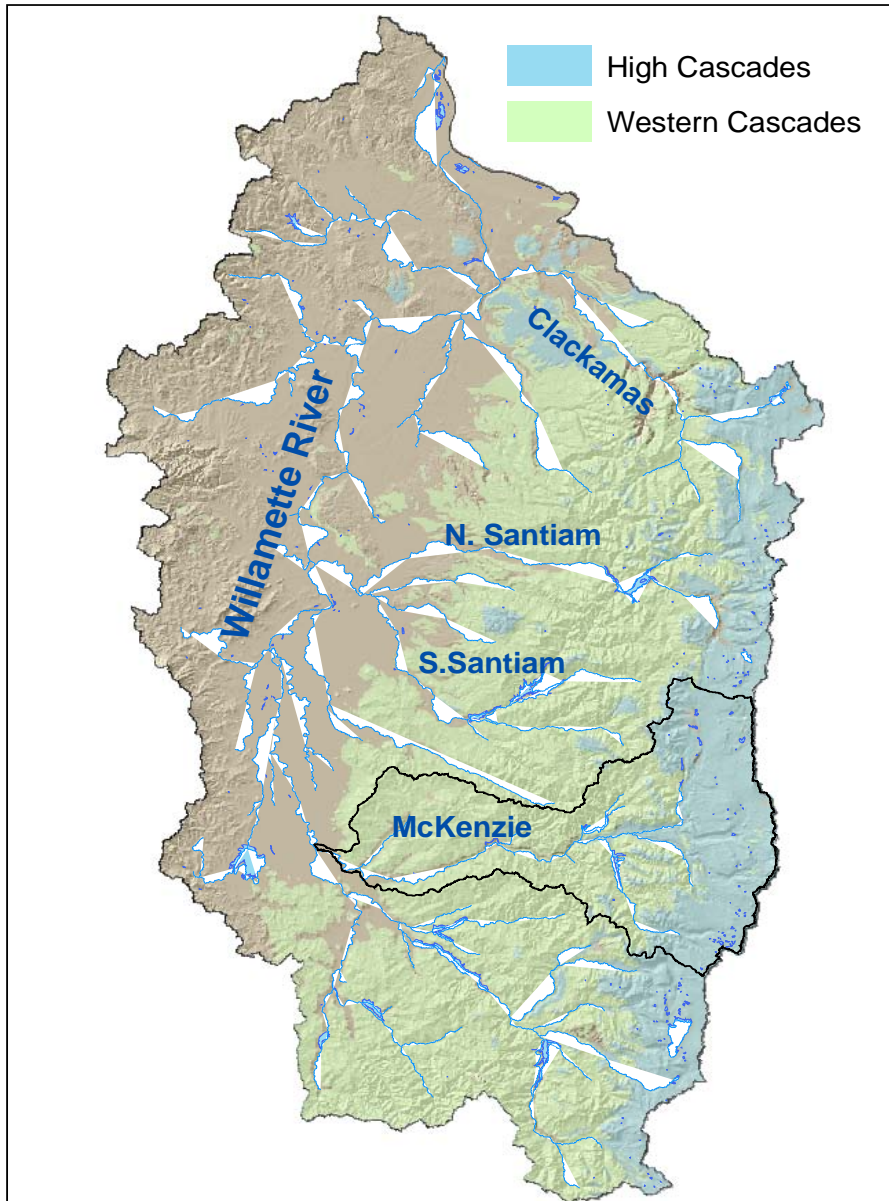 High Cascades
Western Cascades
Clackamas
Willamette River
N. Santiam
S.Santiam
McKenzie